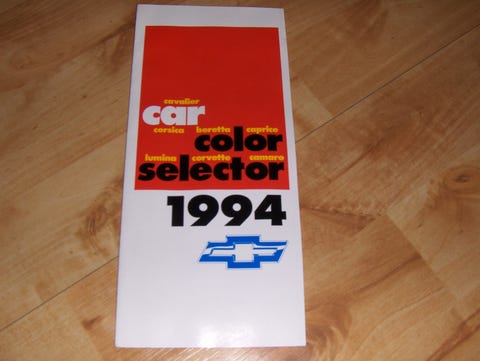 cavalier
car
corsica beretta caprice
color
lumina corvette camaro
selector
1994